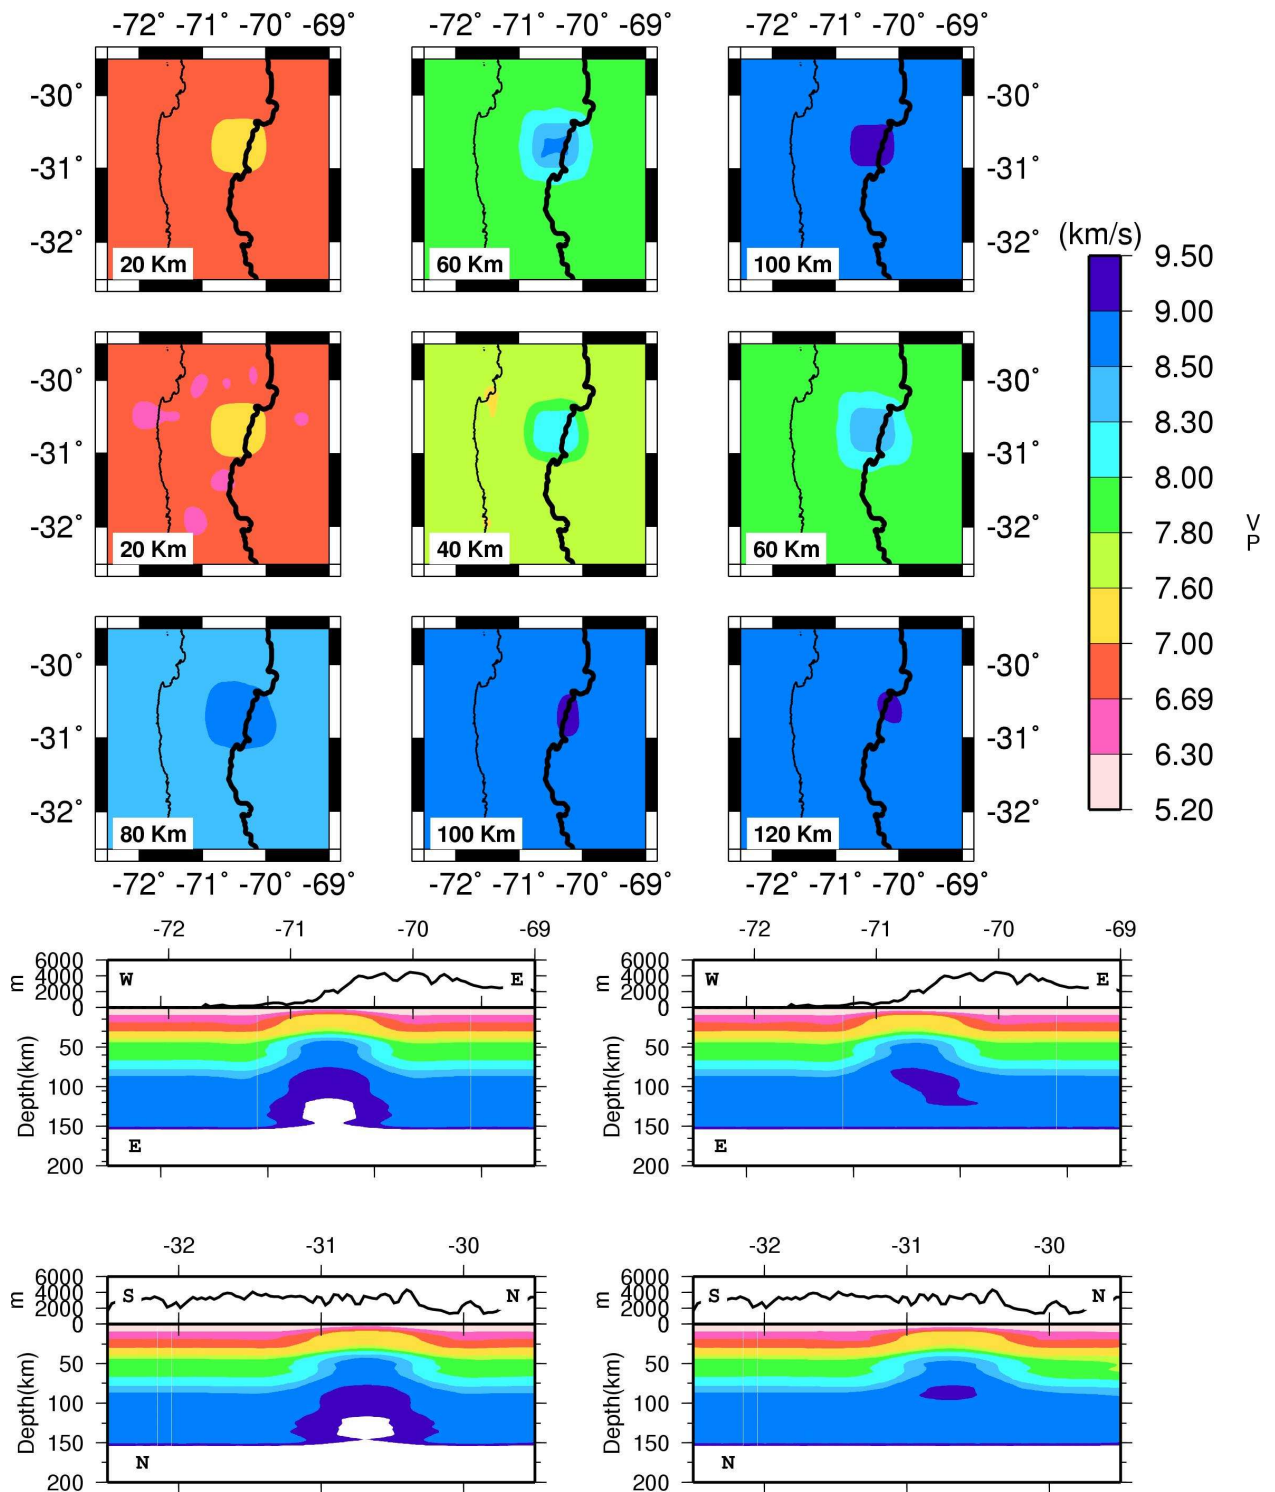 -72° -71° -70° -69° -72° -71° -70° -69° -72° -71° -70° -69°
-30° -30°
-31° -31°
-32° -32°
20 Km 60 Km 100 Km
(km/s)
9.50
9.00
8.50
8.30
8.00
7.80
7.60
7.00
6.69
6.30
5.20
VP
-30° -30°
-31° -31°
-32° -32°
20 Km 40 Km 60 Km
-30° -30°
-31° -31°
-32° -32°
80 Km 100 Km 120 Km
-72° -71° -70° -69° -72° -71° -70° -69° -72° -71° -70° -69°
-72 -71 -70 -69
m
6000
4000
2000
0
W E
Depth(km)
50
100
150
200
E
-72 -71 -70 -69
m
6000
4000
2000
0
W E
Depth(km)
50
100
150
200
E
-32 -31 -30
m
6000
4000
2000
0
S N
Depth(km)
50
100
150
200
N
-32 -31 -30
m
6000
4000
2000
0
S N
Depth(km)
50
100
150
200
N